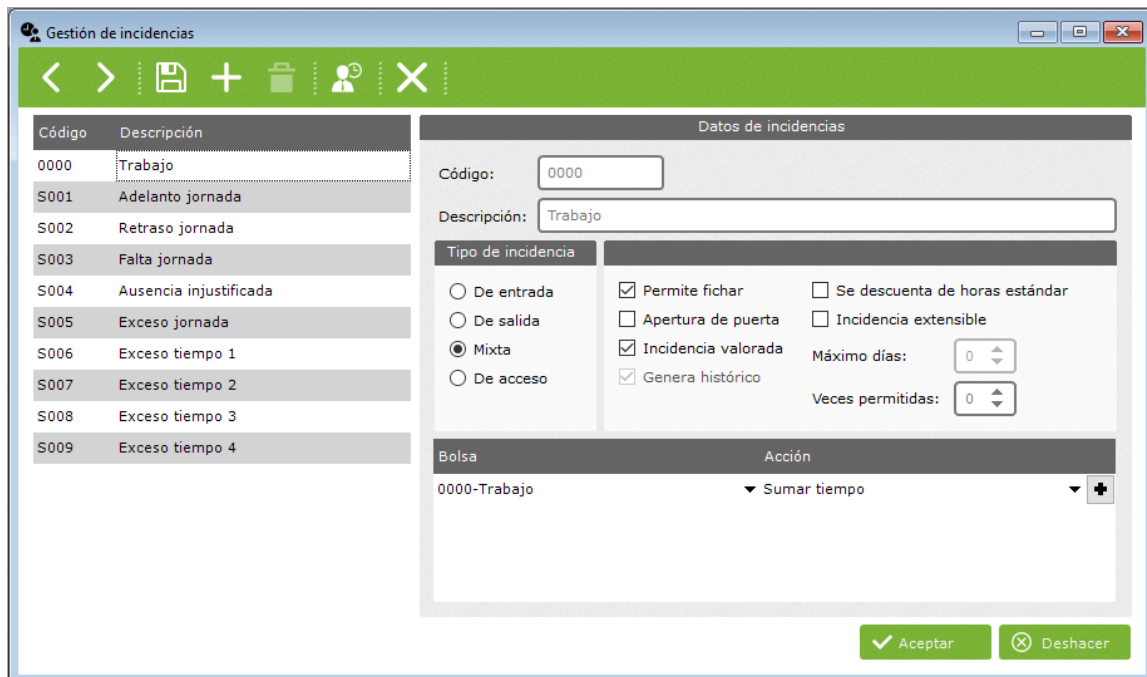 Gestión de incidencias
Código Descripción
0000 Trabajo
S001 Adelanto jornada
S002 Retraso jornada
S003 Falta jornada
S004 Ausencia injustificada
S005 Exceso jornada
S006 Exceso tiempo 1
S007 Exceso tiempo 2
S008 Exceso tiempo 3
S009 Exceso tiempo 4
Datos de incidencias
Código: 0000
Descripción: Trabajo
Tipo de incidencia
De entrada
De salida
Mixta
De acceso
Permite fichar
Apertura de puerta
Incidencia valorada
Genera histórico
Se descuenta de horas estándar
Incidencia extensible
Máximo días: 0
Veces permitidas: 0
Bolsa Acción
0000-Trabajo Sumar tiempo
Aceptar Deshacer